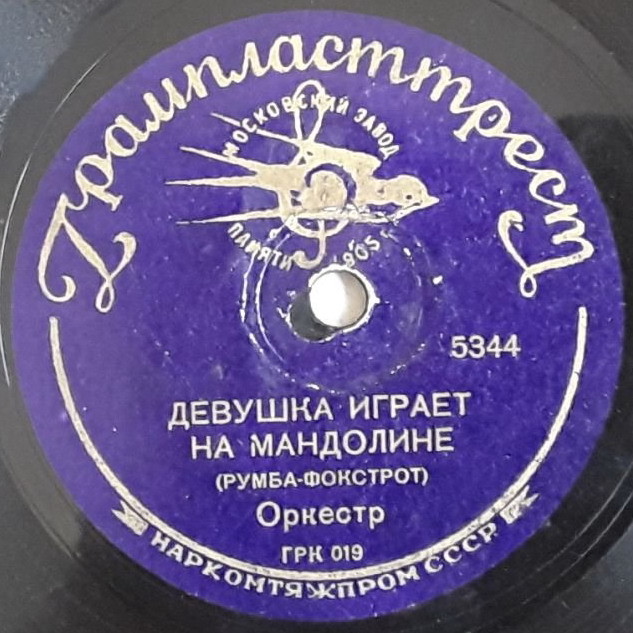 Грампласттрест
МОСКОВСКИЙ ЗАВОД
ПАМЯТИ 1905 г.
5344
ДЕВУШКА ИГРАЕТ
НА МАНДОЛИНЕ
(РУМБА-ФОКСТРОТ)
Оркестр
ГРК 019
НАРКОМТЯЖПРОМ СССР